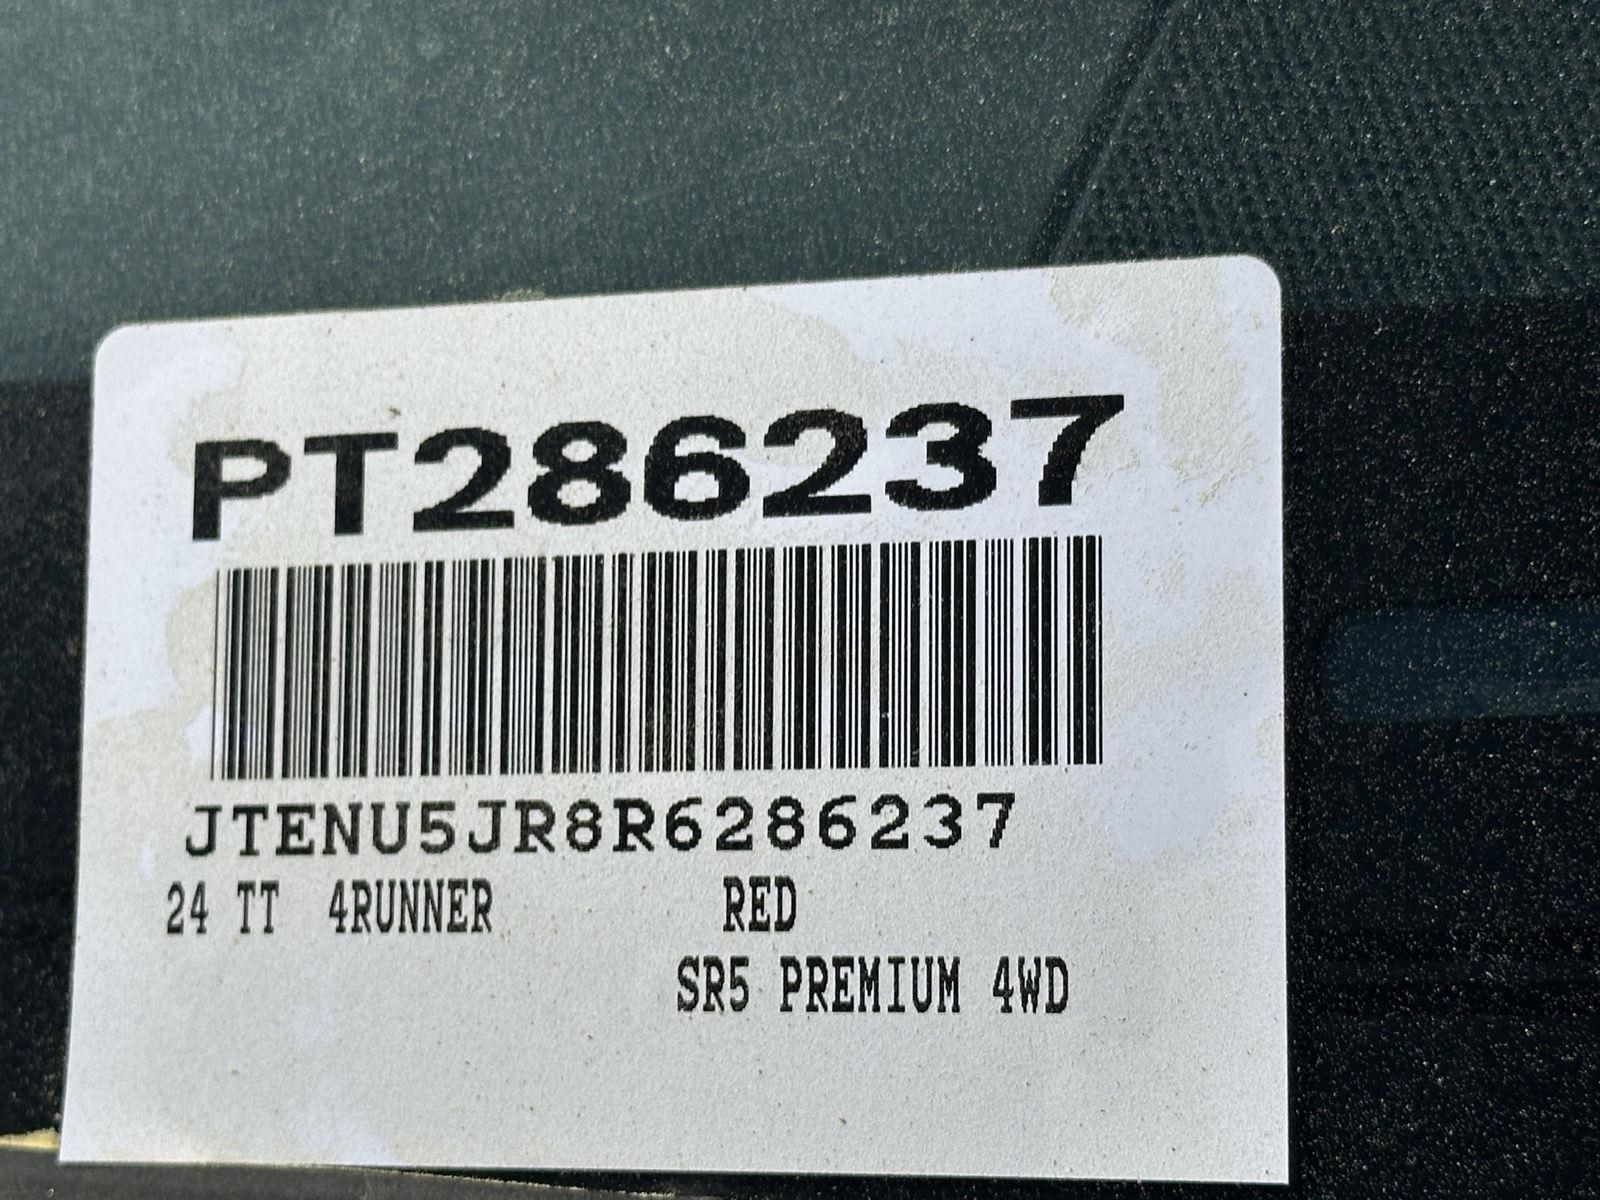 PT286237
JTENU5JR8R6286237
24 TT 4RUNNER RED
SR5 PREMIUM 4WD